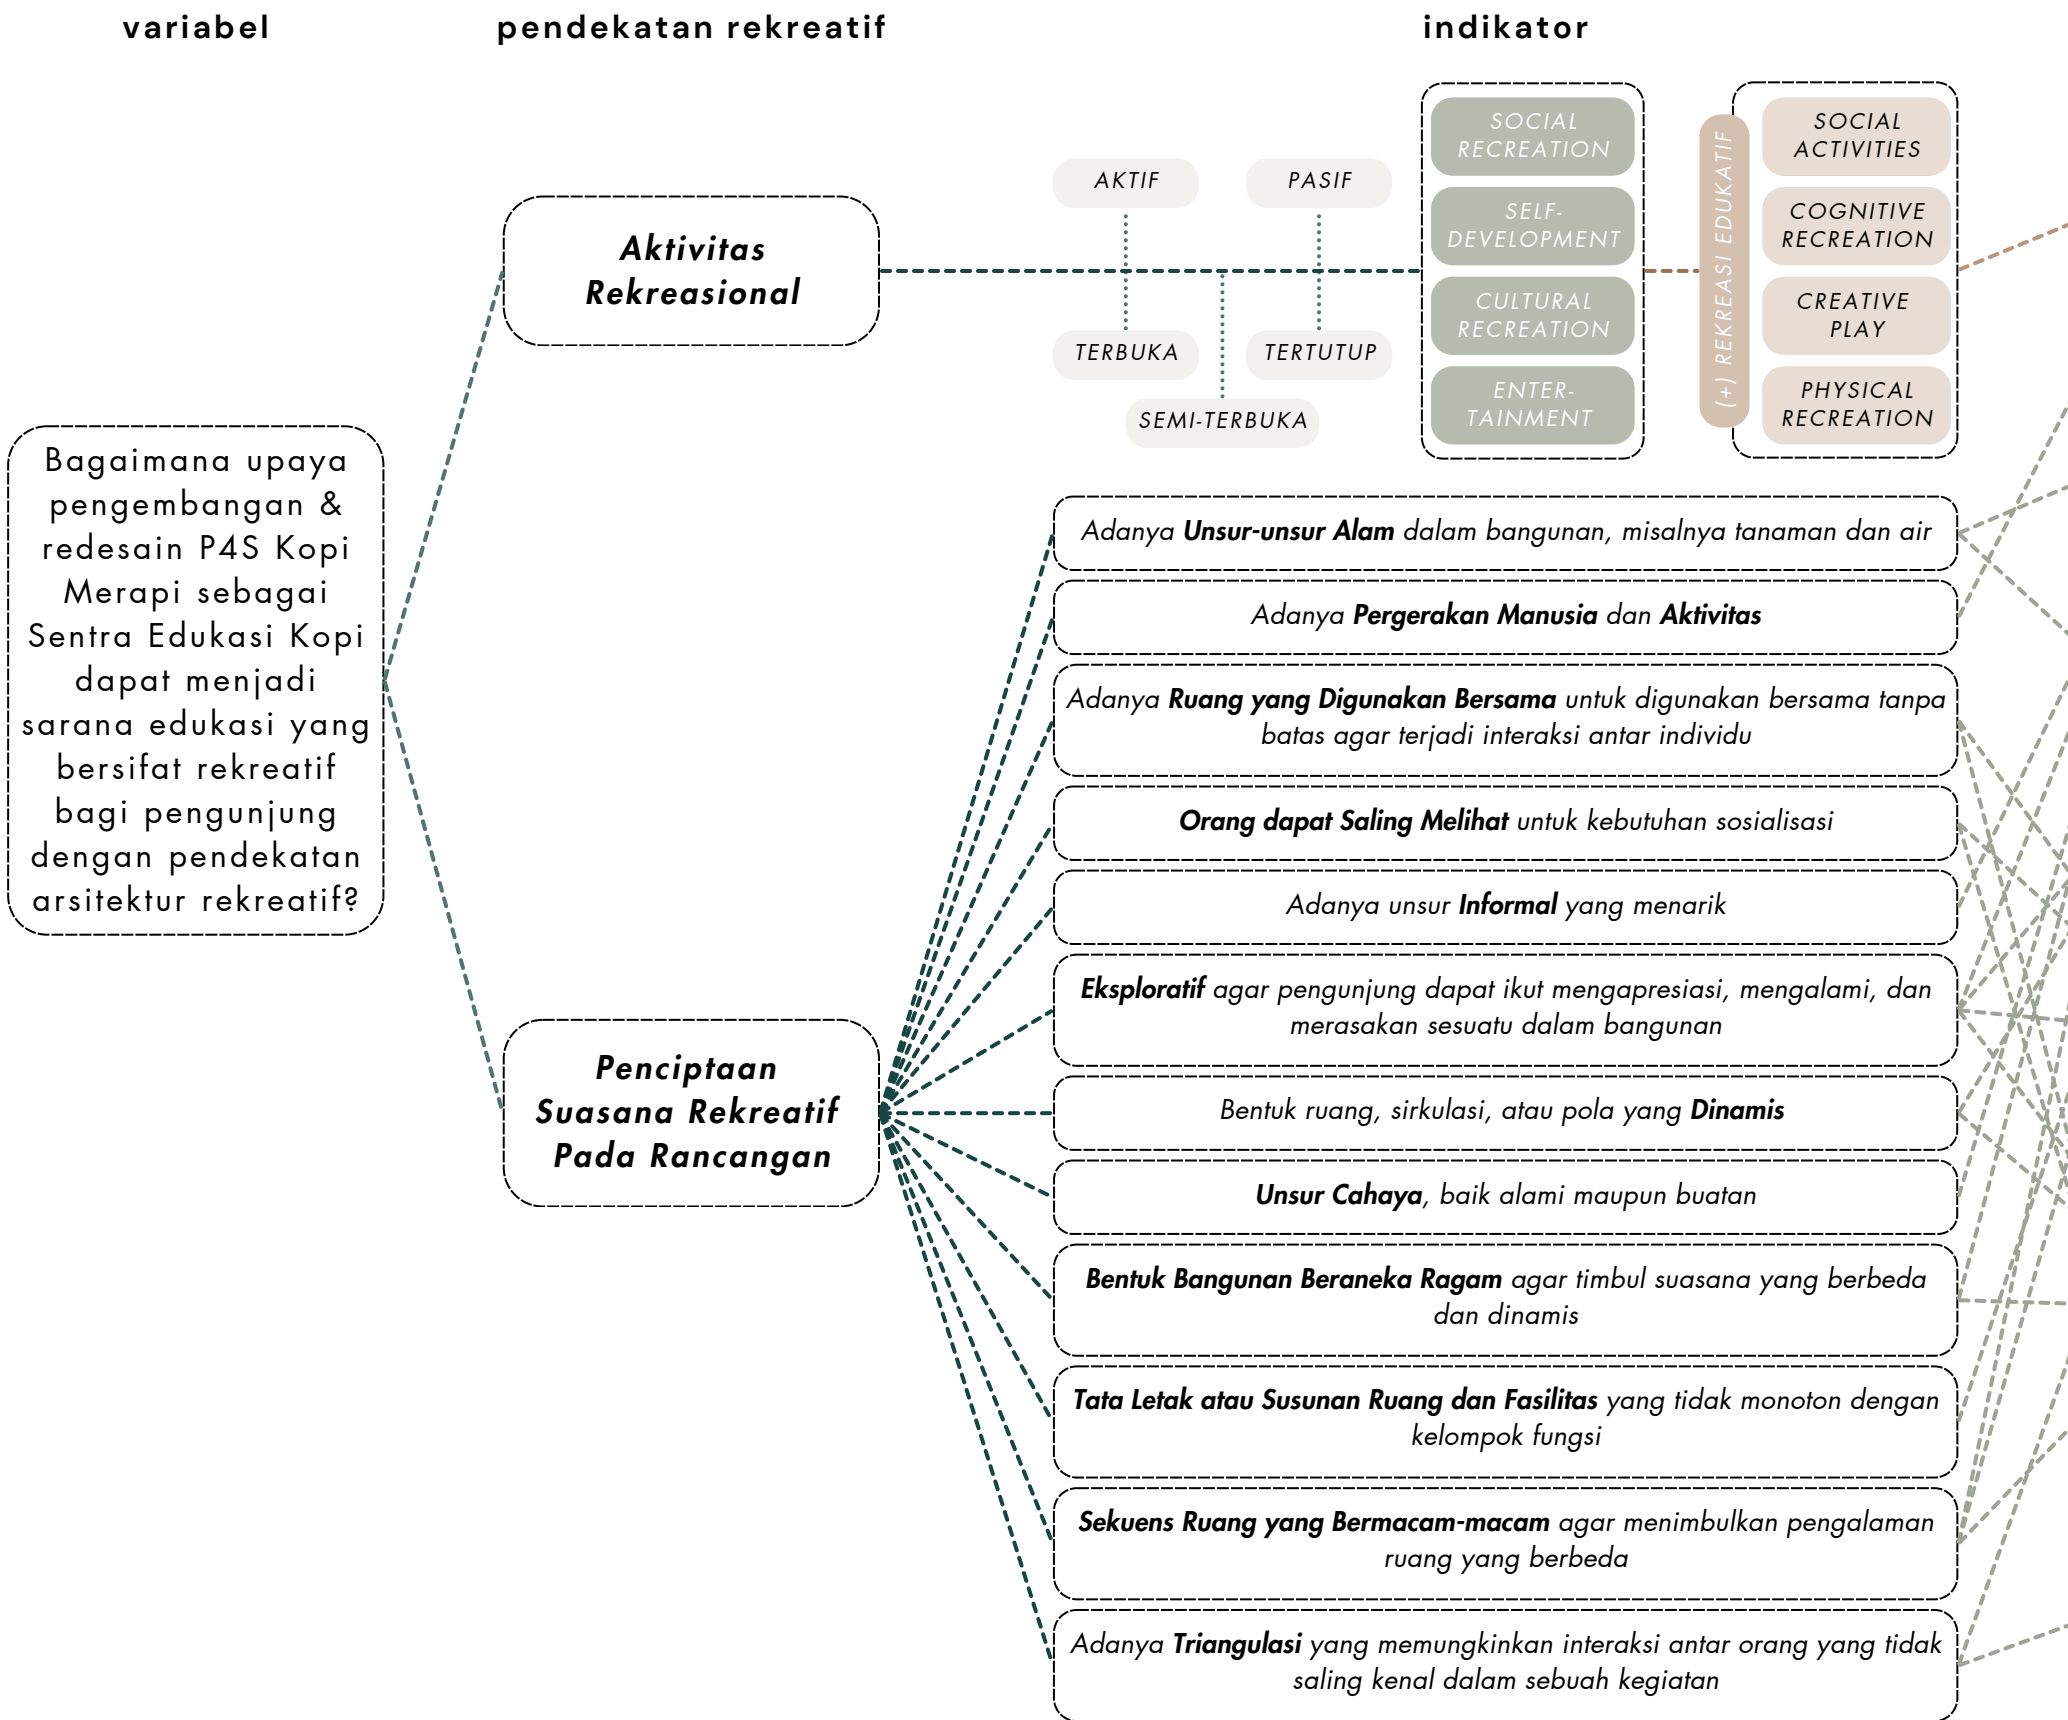 variabel
pendekatan rekreatif
indikator
Bagaimana upaya
pengembangan &
redesain P4S Kopi
Merapi sebagai
Sentra Edukasi Kopi
dapat menjadi
sarana edukasi yang
bersifat rekreatif
bagi pengunjung
dengan pendekatan
arsitektur rekreatif?
Aktivitas
Rekreasional
AKTIF
PASIF
TERBUKA
TERTUTUP
SEMI-TERBUKA
SOCIAL
RECREATION
SELF-
DEVELOPMENT
CULTURAL
RECREATION
ENTER-
TAINMENT
(+) REKREASI EDUKATIF
SOCIAL
ACTIVITIES
COGNITIVE
RECREATION
CREATIVE
PLAY
PHYSICAL
RECREATION
Penciptaan
Suasana Rekreatif
Pada Rancangan
Adanya Unsur-unsur Alam dalam bangunan, misalnya tanaman dan air
Adanya Pergerakan Manusia dan Aktivitas
Adanya Ruang yang Digunakan Bersama untuk digunakan bersama tanpa
batas agar terjadi interaksi antar individu
Orang dapat Saling Melihat untuk kebutuhan sosialisasi
Adanya unsur Informal yang menarik
Eksploratif agar pengunjung dapat ikut mengapresiasi, mengalami, dan
merasakan sesuatu dalam bangunan
Bentuk ruang, sirkulasi, atau pola yang Dinamis
Unsur Cahaya, baik alami maupun buatan
Bentuk Bangunan Beraneka Ragam agar timbul suasana yang berbeda
dan dinamis
Tata Letak atau Susunan Ruang dan Fasilitas yang tidak monoton dengan
kelompok fungsi
Sekuens Ruang yang Bermacam-macam agar menimbulkan pengalaman
ruang yang berbeda
Adanya Triangulasi yang memungkinkan interaksi antar orang yang tidak
saling kenal dalam sebuah kegiatan